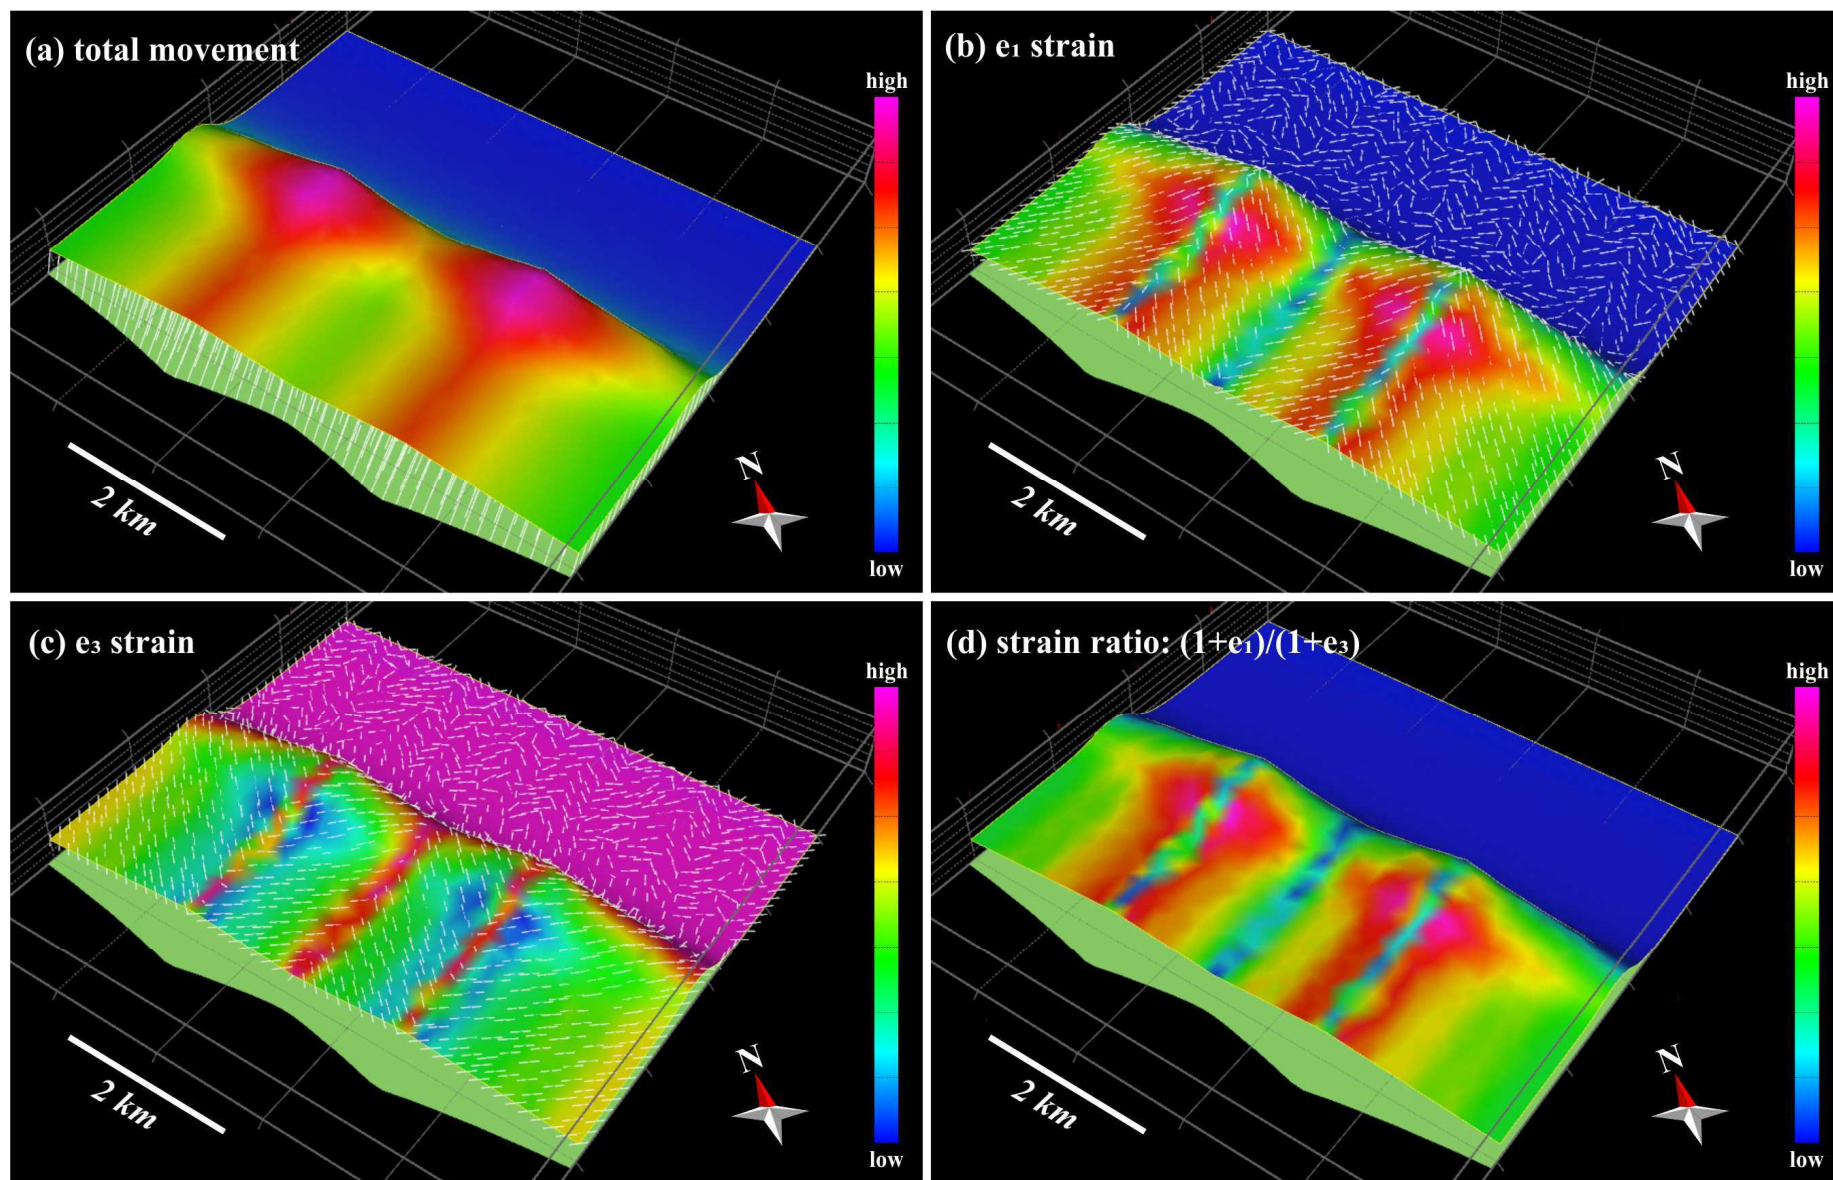 (a) total movement
high
low
2 km
N
(b) e₁ strain
high
low
2 km
N
(c) e₃ strain
high
low
2 km
N
(d) strain ratio: (1+e₁)/(1+e₃)
high
low
2 km
N